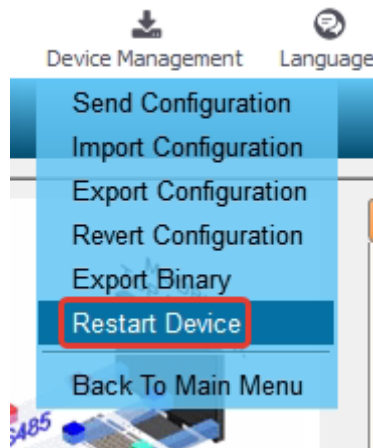 Device Management
Language
Send Configuration
Import Configuration
Export Configuration
Revert Configuration
Export Binary
Restart Device
Back To Main Menu
485